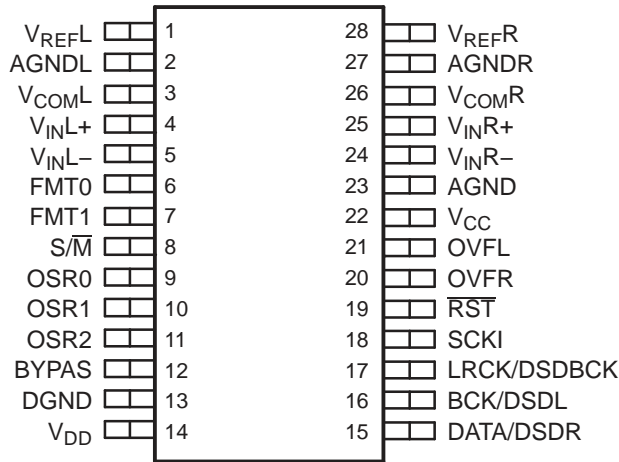 VREFL 1 28 VREFR
AGNDL 2 27 AGNDR
VCOML 3 26 VCOMR
VINL+ 4 25 VINR+
VINL− 5 24 VINR−
FMT0 6 23 AGND
FMT1 7 22 VCC
S/M̅ 8 21 OVFL
OSR0 9 20 OVFR
OSR1 10 19 R̅S̅T̅
OSR2 11 18 SCKI
BYPAS 12 17 LRCK/DSDBCK
DGND 13 16 BCK/DSDL
VDD 14 15 DATA/DSDR